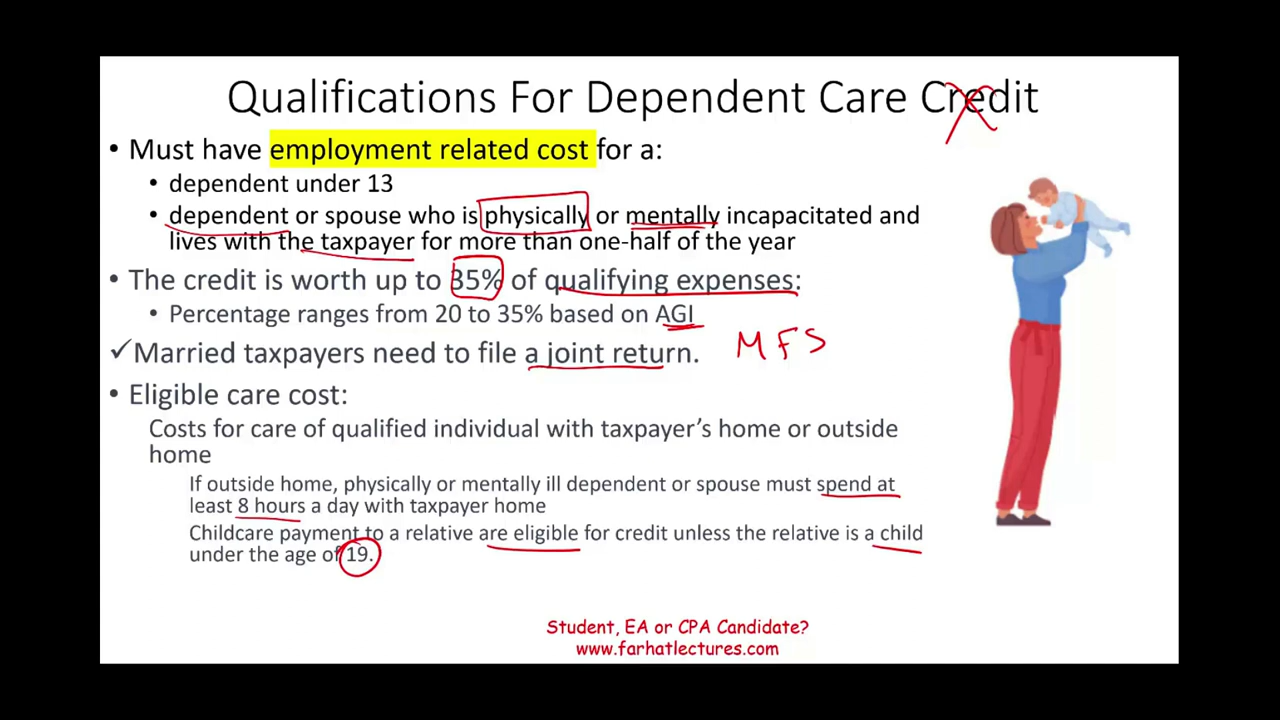 Qualifications For Dependent Care Credit
• Must have employment related cost for a:
• dependent under 13
• dependent or spouse who is physically or mentally incapacitated and
lives with the taxpayer for more than one-half of the year
• The credit is worth up to 35% of qualifying expenses:
• Percentage ranges from 20 to 35% based on AGI
✓Married taxpayers need to file a joint return. MFS
• Eligible care cost:
Costs for care of qualified individual with taxpayer's home or outside
home
If outside home, physically or mentally ill dependent or spouse must spend at
least 8 hours a day with taxpayer home
Childcare payment to a relative are eligible for credit unless the relative is a child
under the age of 19.
Student, EA or CPA Candidate?
www.farhatlectures.com